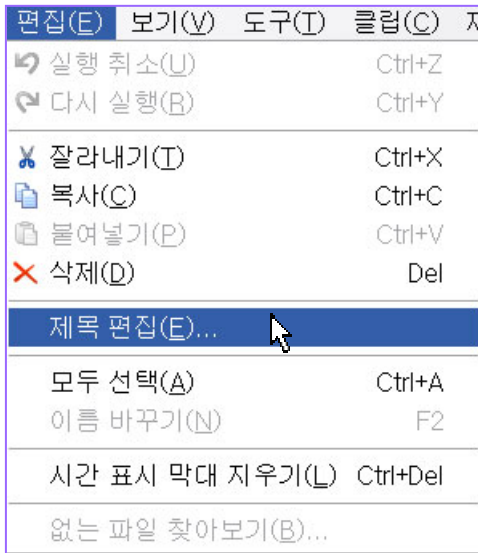 편집(E) 보기(V) 도구(T) 클립(C)
실행 취소(U) Ctrl+Z
다시 실행(R) Ctrl+Y
잘라내기(T) Ctrl+X
복사(C) Ctrl+C
붙여넣기(P) Ctrl+V
삭제(D) Del
제목 편집(E)...
모두 선택(A) Ctrl+A
이름 바꾸기(N) F2
시간 표시 막대 지우기(L) Ctrl+Del
없는 파일 찾아보기(B)...